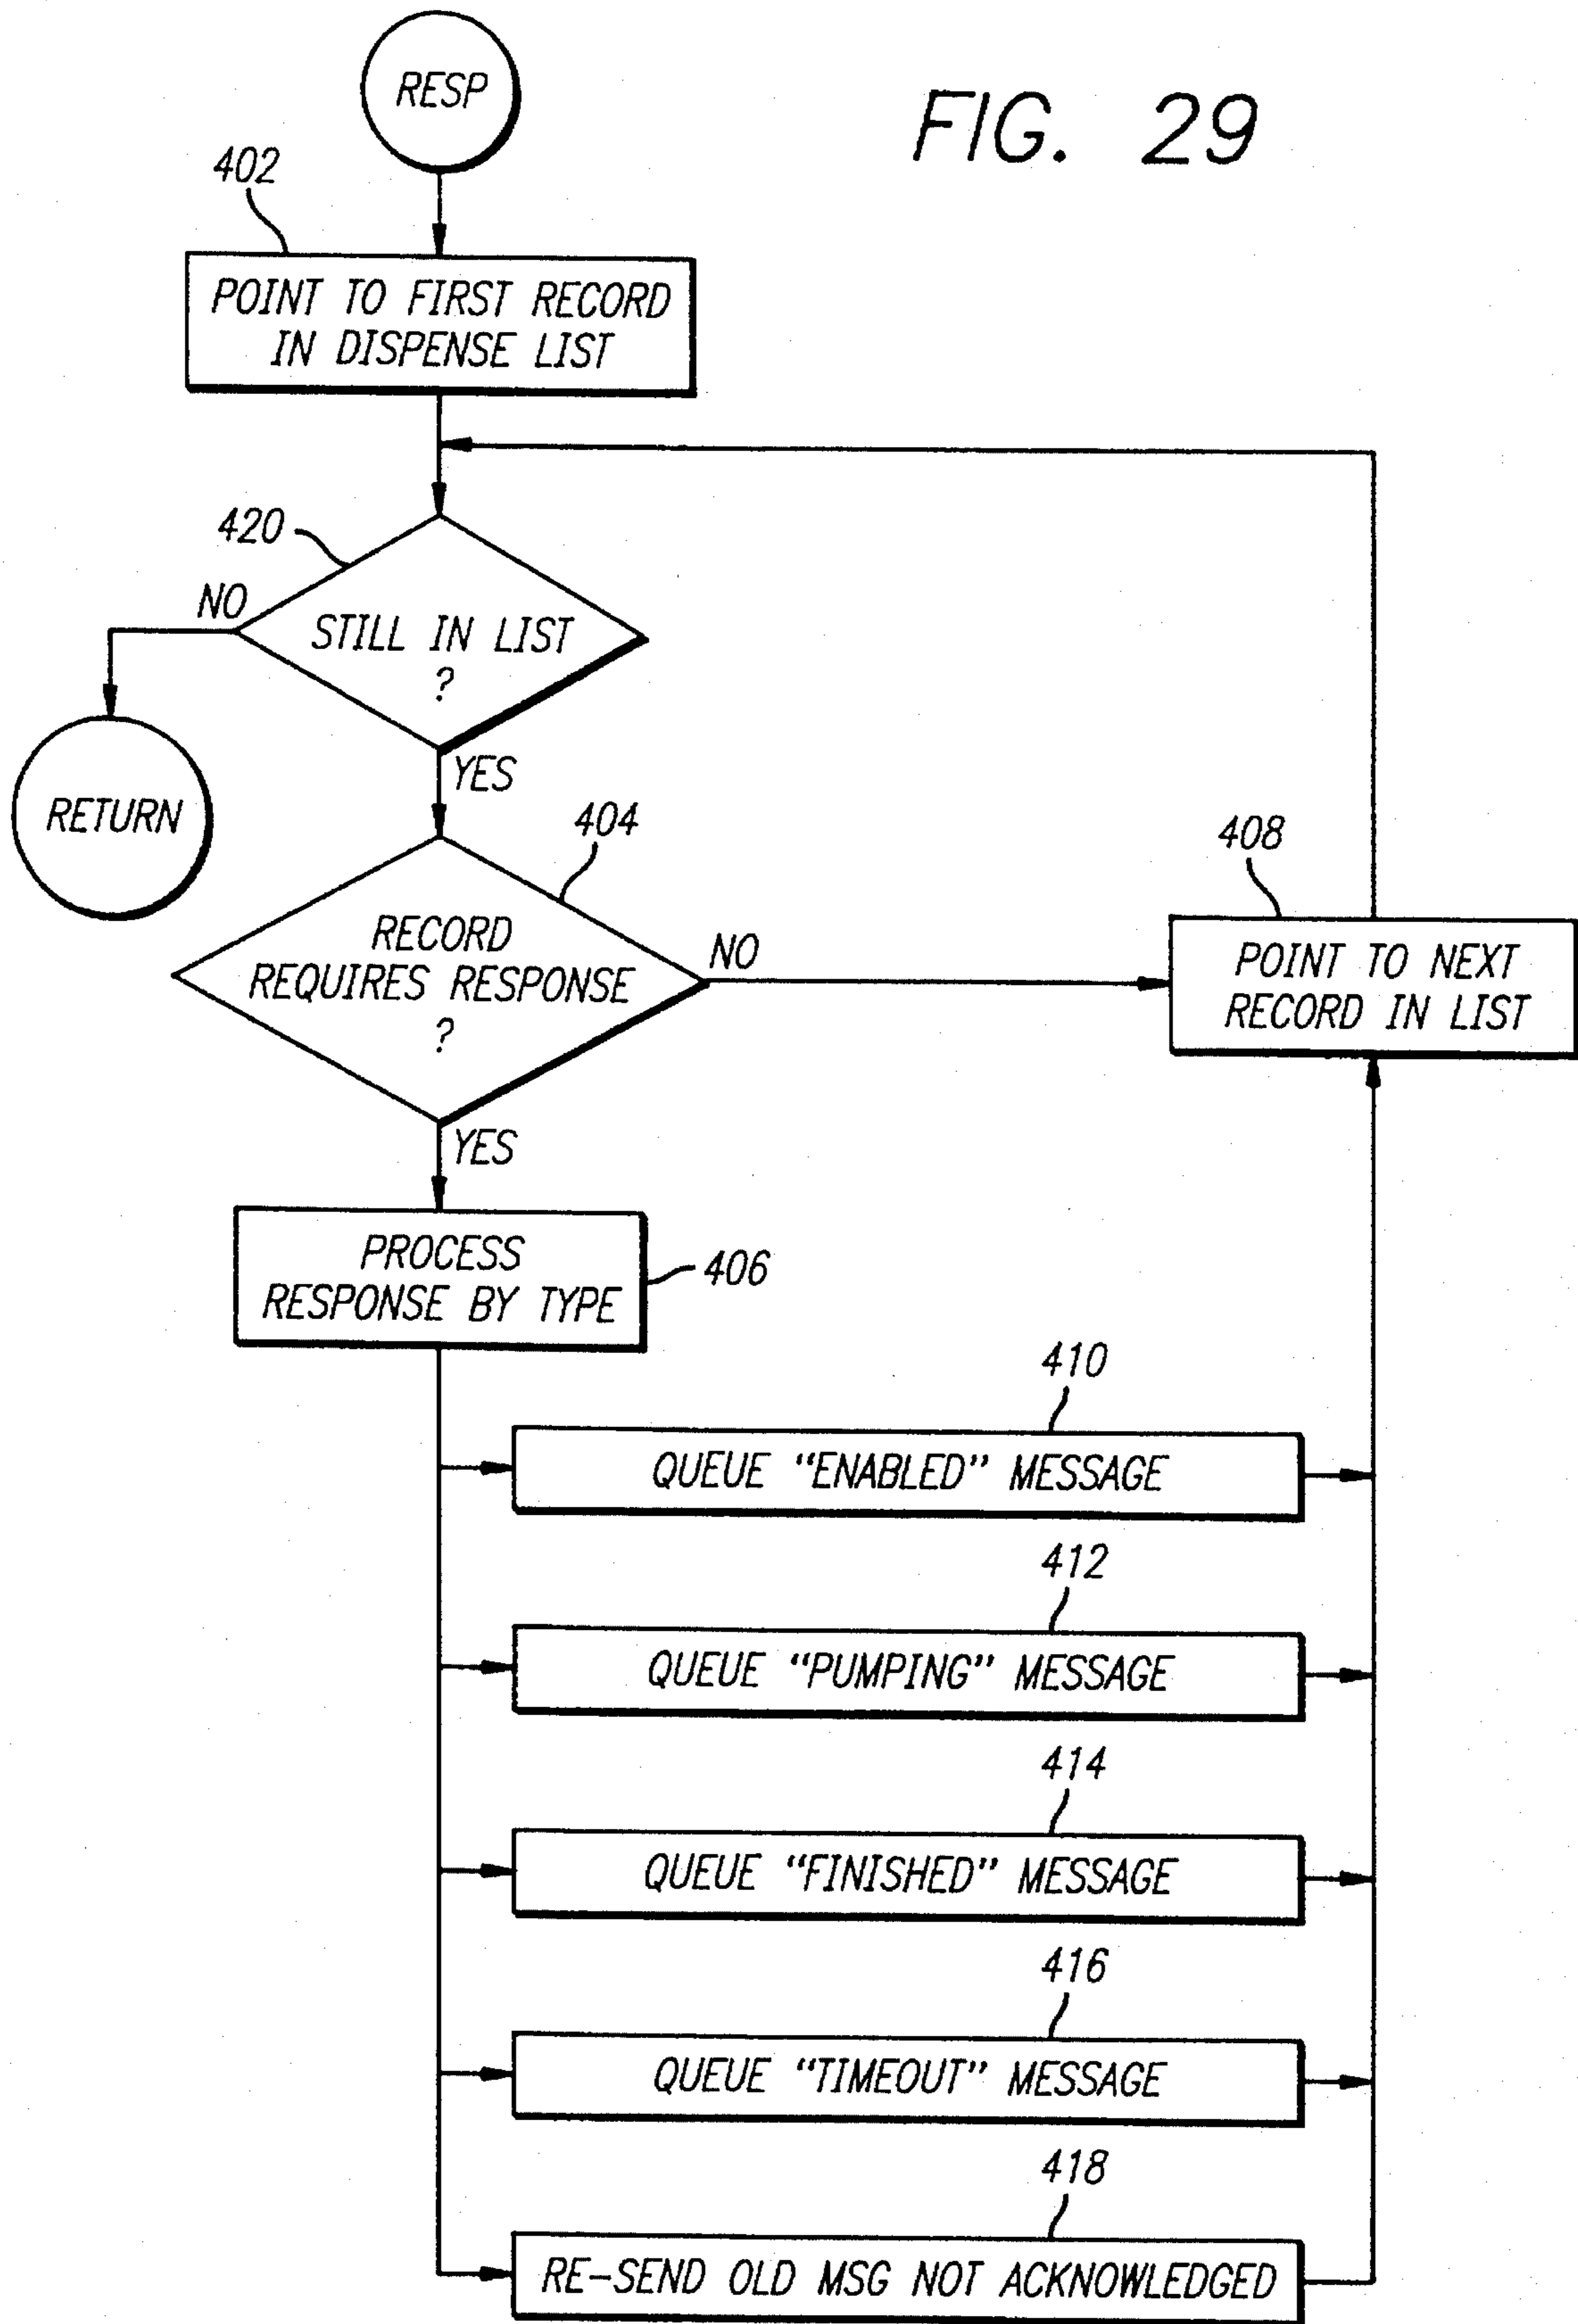 RESP
FIG. 29
402
POINT TO FIRST RECORD
IN DISPENSE LIST
420
NO
STILL IN LIST
?
YES
RETURN
404
RECORD
REQUIRES RESPONSE
?
NO
408
POINT TO NEXT
RECORD IN LIST
YES
PROCESS
RESPONSE BY TYPE
406
410
QUEUE "ENABLED" MESSAGE
412
QUEUE "PUMPING" MESSAGE
414
QUEUE "FINISHED" MESSAGE
416
QUEUE "TIMEOUT" MESSAGE
418
RE-SEND OLD MSG NOT ACKNOWLEDGED